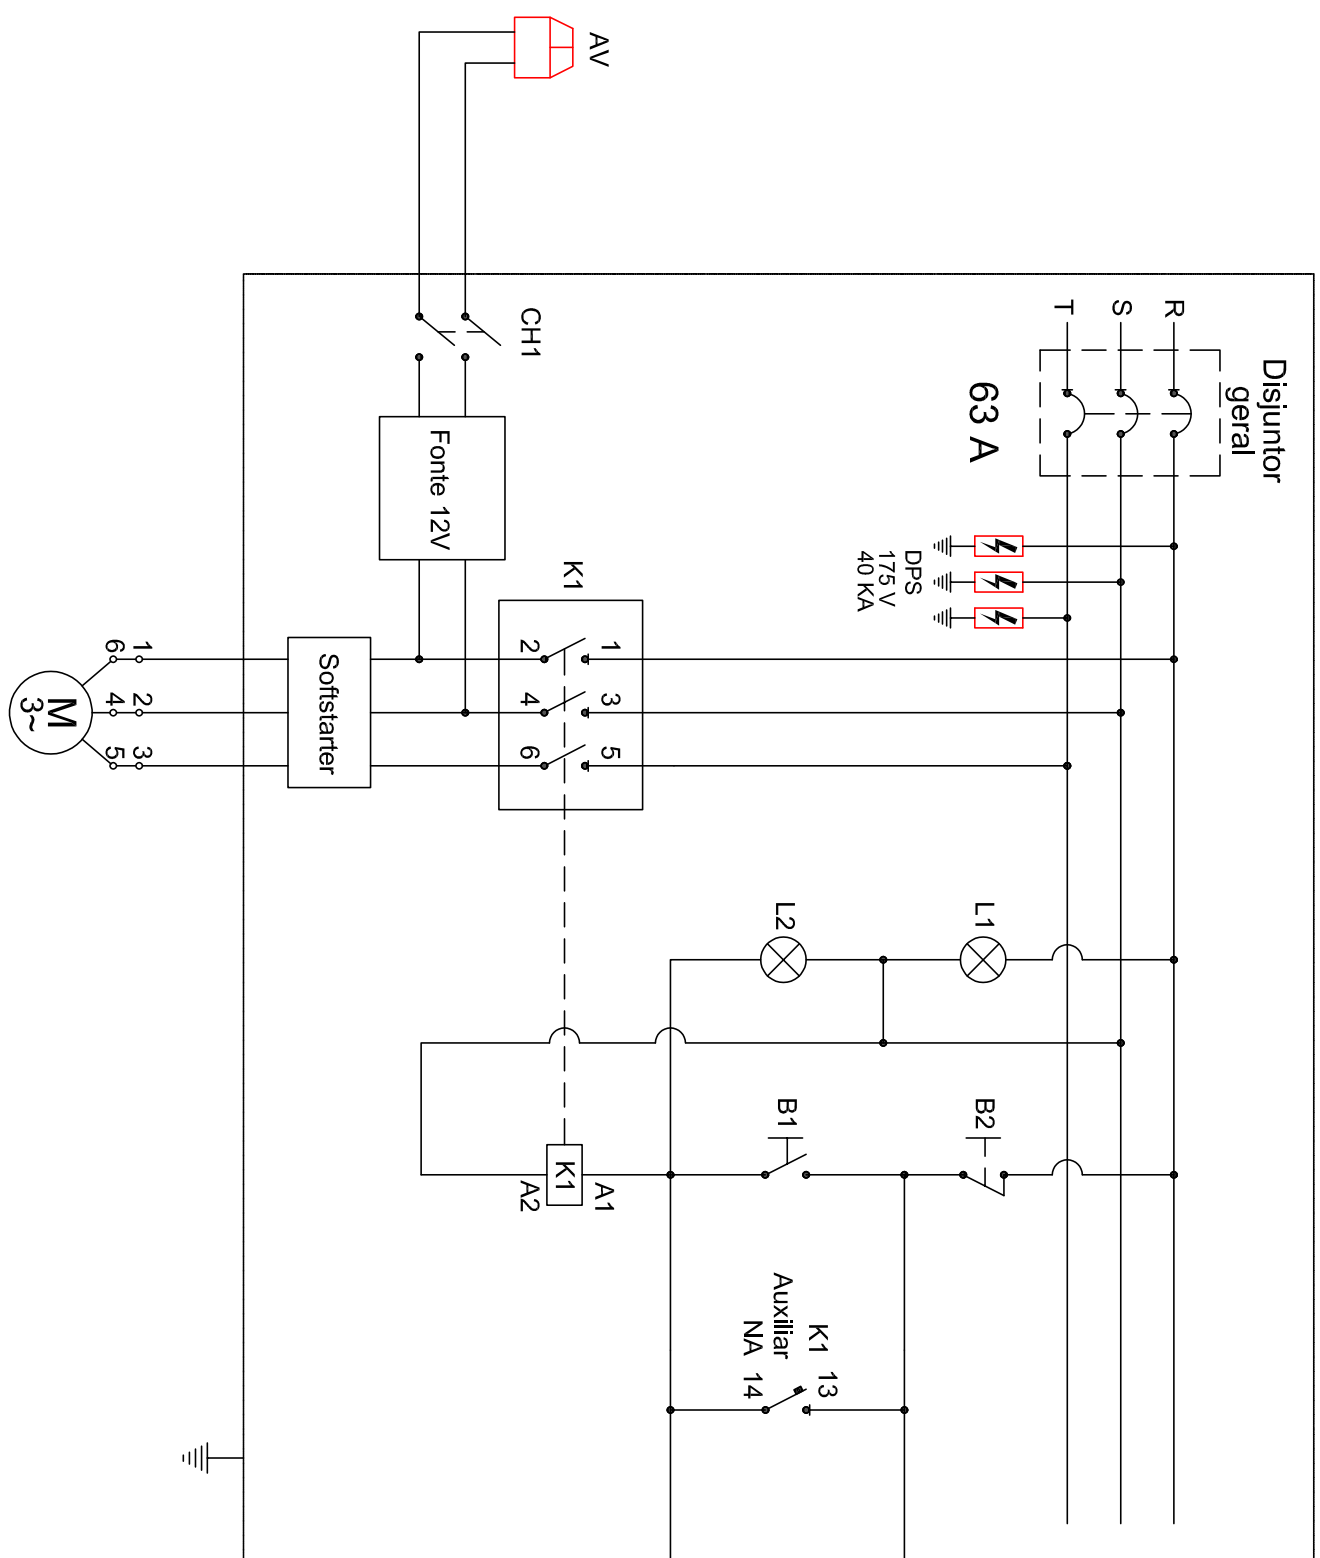 Disjuntor
geral
R
S
T
63 A
DPS
175 V
40 KA
L1
B2
L2
B1
K1 13
Auxiliar
NA 14
AV
CH1
Fonte 12V
K1
1 3 5
2 4 6
A1
K1
A2
Softstarter
1 2 3
6 4 5
M
3~